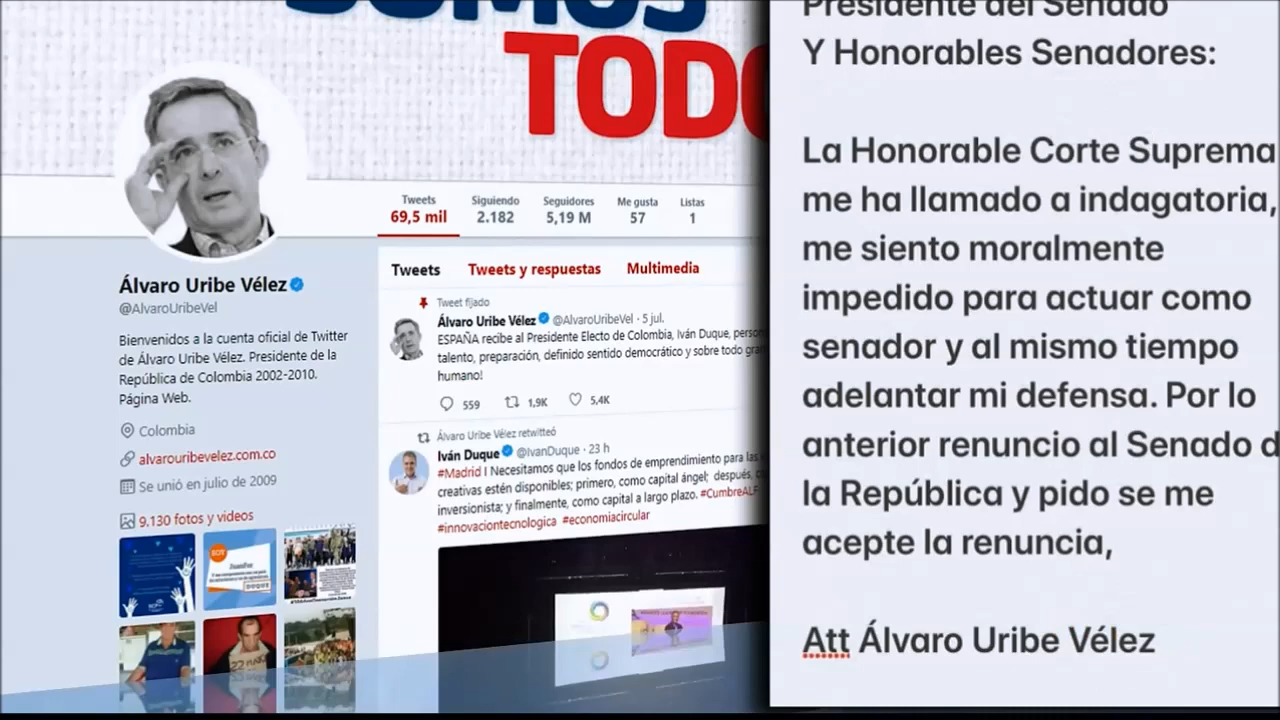 SOMOS
TODO
Álvaro Uribe Vélez
@AlvaroUribeVel
Bienvenidos a la cuenta oficial de Twitter
de Álvaro Uribe Vélez. Presidente de la
República de Colombia 2002-2010.
Página Web.
Colombia
alvarouribevelez.com.co
Se unió en julio de 2009
9.130 fotos y videos
SOY
Tweets Siguiendo Seguidores Me gusta Listas
69,5 mil 2.182 5,19 M 57 1
Tweets Tweets y respuestas Multimedia
Tweet fijado
Álvaro Uribe Vélez @AlvaroUribeVel · 5 jul.
ESPAÑA recibe al Presidente Electo de Colombia, Iván Duque, perso
talento, preparación, definido sentido democrático y sobre todo gra
humano!
559 1,9K 5,4K
Álvaro Uribe Vélez retwitteó
Iván Duque @IvanDuque · 23 h
#Madrid I Necesitamos que los fondos de emprendimiento para las
creativas estén disponibles; primero, como capital ángel; después,
inversionista; y finalmente, como capital a largo plazo. #CumbreALF
#innovaciontecnologica #economiacircular
Presidente del Senado
Y Honorables Senadores:
La Honorable Corte Suprema
me ha llamado a indagatoria,
me siento moralmente
impedido para actuar como
senador y al mismo tiempo
adelantar mi defensa. Por lo
anterior renuncio al Senado d
la República y pido se me
acepte la renuncia,
Att Álvaro Uribe Vélez